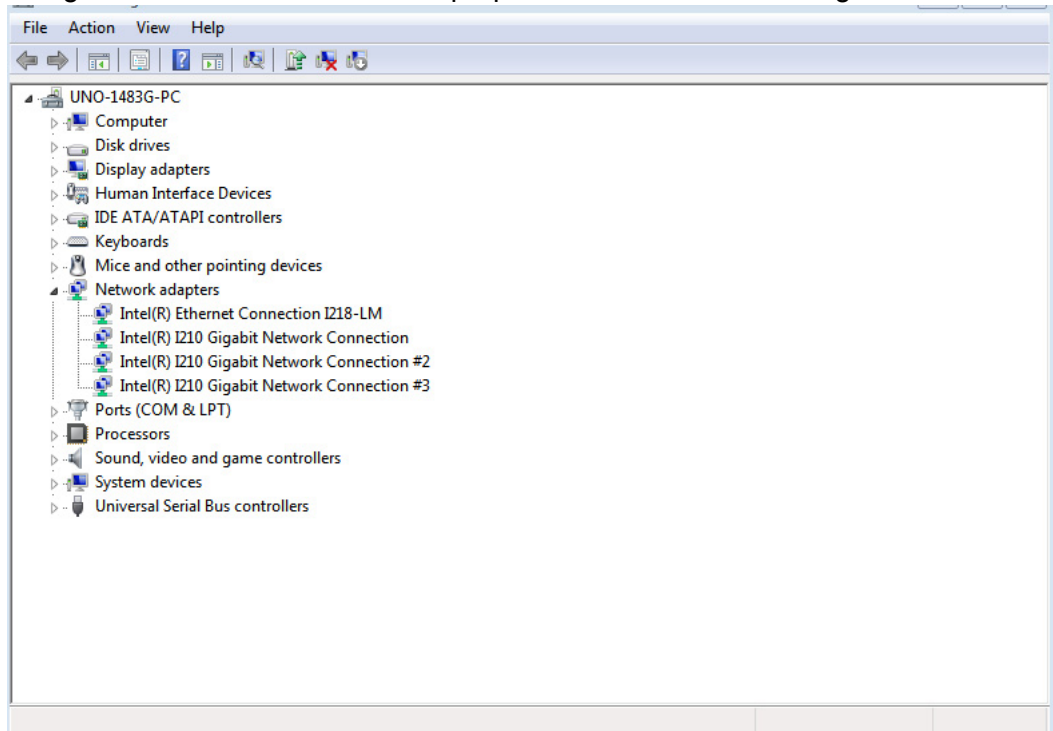 File Action View Help
UNO-1483G-PC
Computer
Disk drives
Display adapters
Human Interface Devices
IDE ATA/ATAPI controllers
Keyboards
Mice and other pointing devices
Network adapters
Intel(R) Ethernet Connection I218-LM
Intel(R) I210 Gigabit Network Connection
Intel(R) I210 Gigabit Network Connection #2
Intel(R) I210 Gigabit Network Connection #3
Ports (COM & LPT)
Processors
Sound, video and game controllers
System devices
Universal Serial Bus controllers